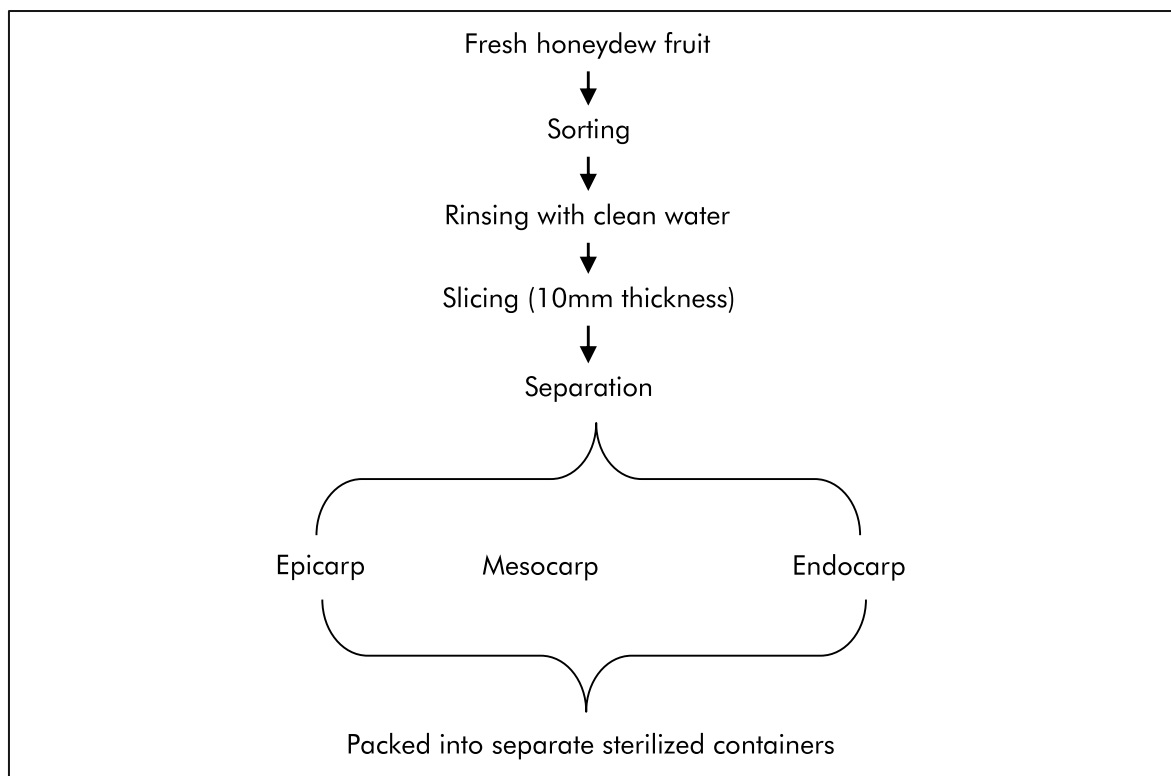 Fresh honeydew fruit
Sorting
Rinsing with clean water
Slicing (10mm thickness)
Separation
Epicarp Mesocarp Endocarp
Packed into separate sterilized containers